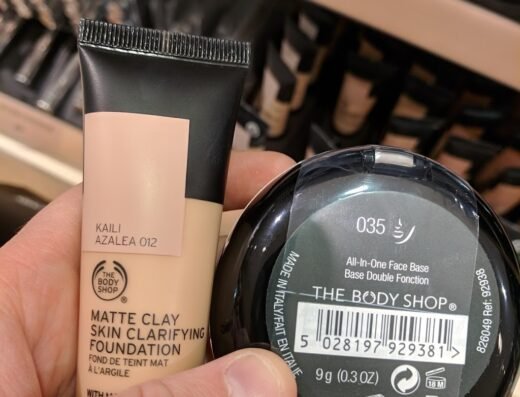 KAILI
AZALEA 012
THE
BODY
SHOP®
MATTE CLAY
SKIN CLARIFYING
FOUNDATION
FOND DE TEINT MAT
À L'ARGILE
035
All-In-One Face Base
Base Double Fonction
THE BODY SHOP®
5 028197 929381 >
9 g (0.3 OZ)
18 M
MADE IN ITALY/FAIT EN ITALIE
826049 Ref: 92938